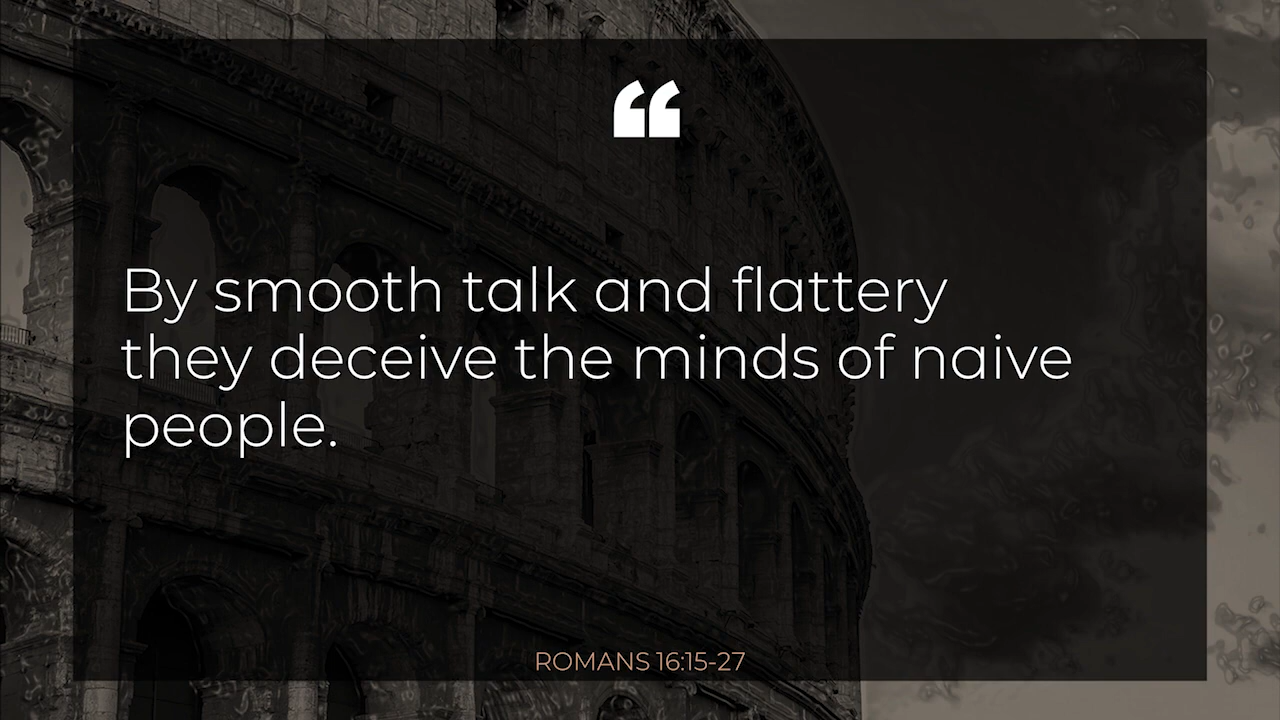 “
By smooth talk and flattery
they deceive the minds of naive
people.
ROMANS 16:15-27